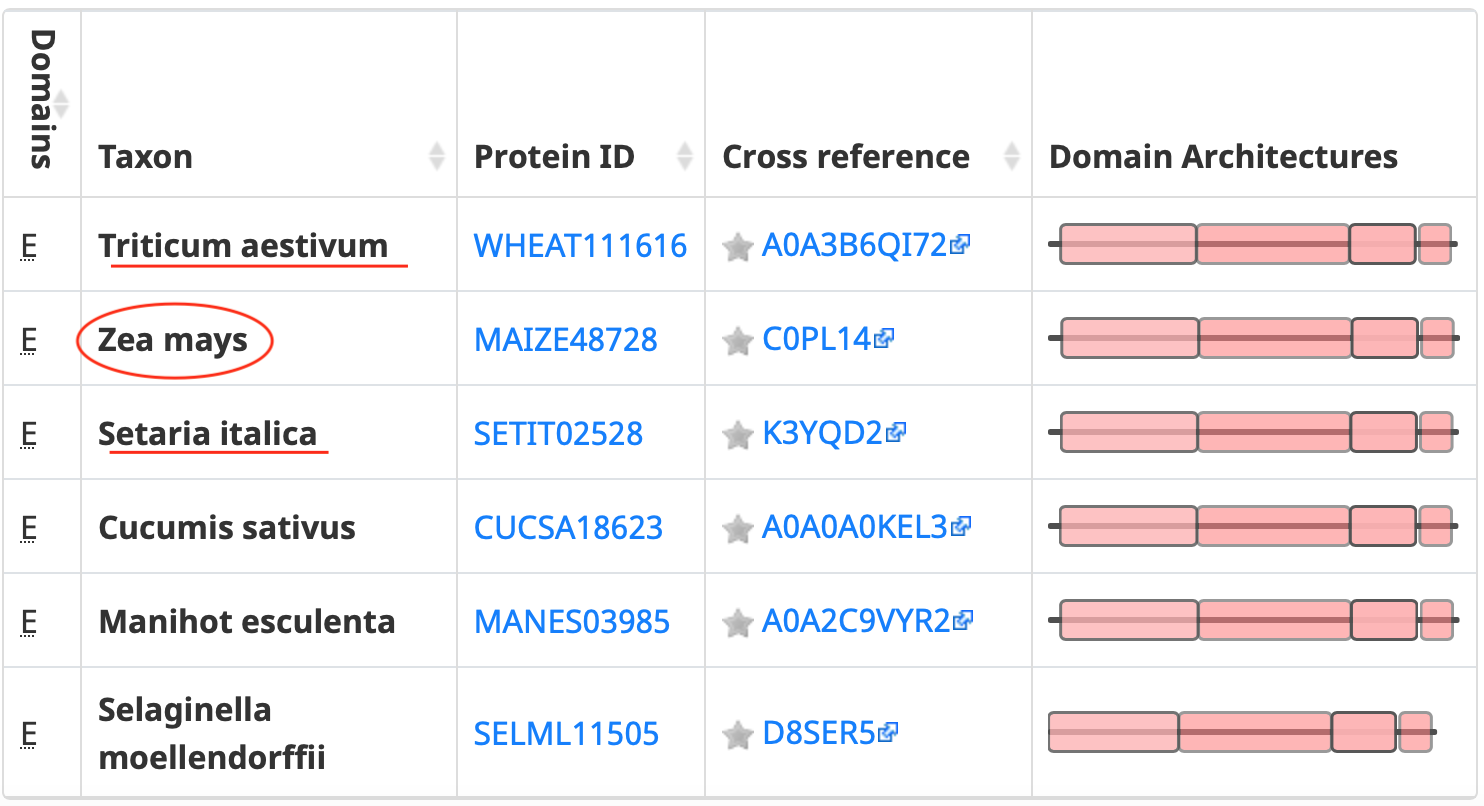 Domains
Taxon
Protein ID
Cross reference
Domain Architectures
E
Triticum aestivum
WHEAT111616
A0A3B6QI72
E
Zea mays
MAIZE48728
C0PL14
E
Setaria italica
SETIT02528
K3YQD2
E
Cucumis sativus
CUCSA18623
A0A0A0KEL3
E
Manihot esculenta
MANES03985
A0A2C9VYR2
E
Selaginella
moellendorffii
SELML11505
D8SER5